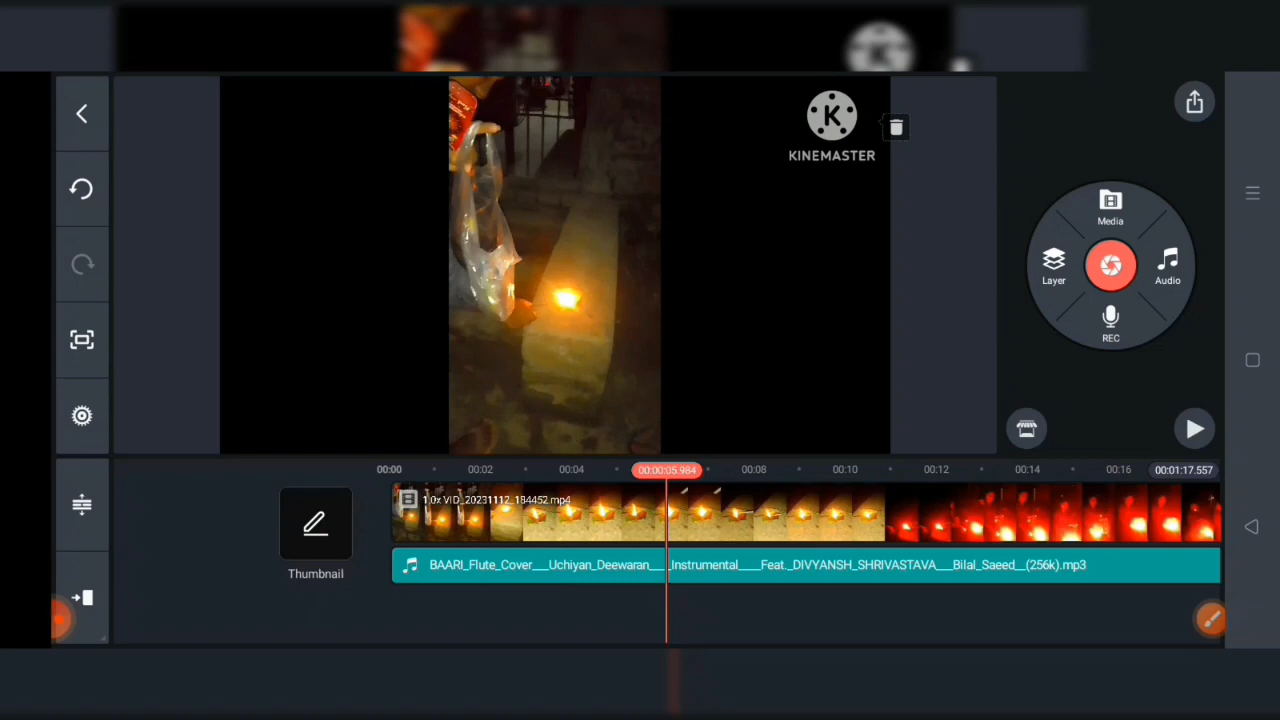 KINEMASTER
Media
Layer
Audio
REC
00:00
00:02
00:04
00:00:05.984
00:08
00:10
00:12
00:14
00:16
00:01:17.557
1.0x VID_20231112_184452.mp4
Thumbnail
BAARI_Flute_Cover___Uchiyan_Deewaran____Instrumental____Feat._DIVYANSH_SHRIVASTAVA___Bilal_Saeed__(256k).mp3